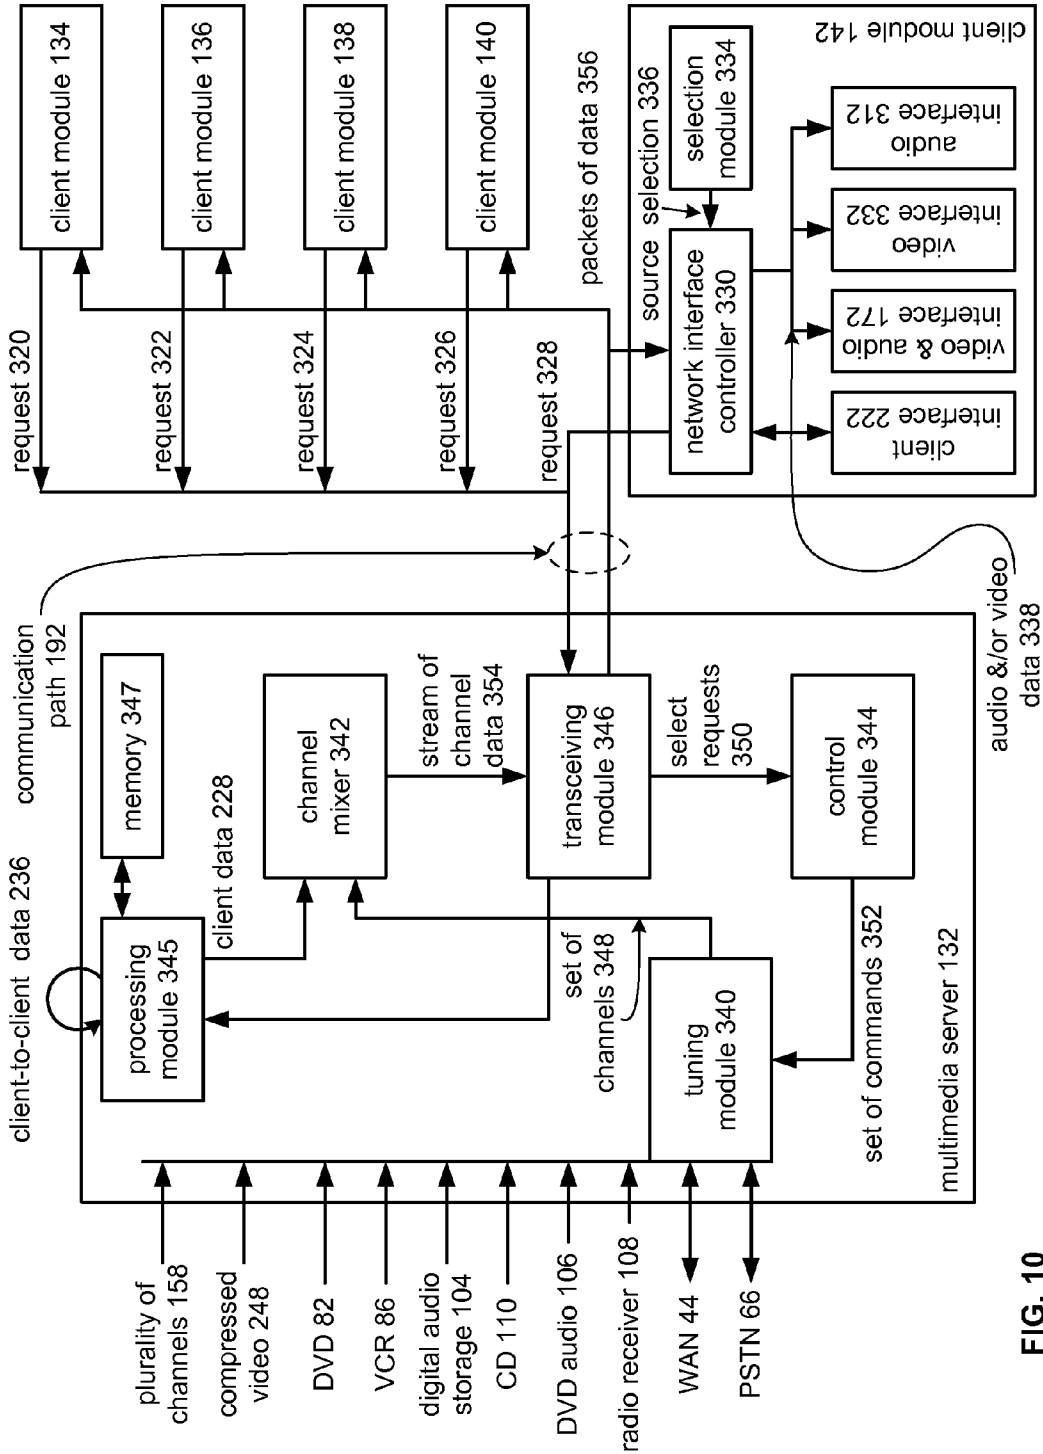 plurality of
channels 158
compressed
video 248
DVD 82
VCR 86
digital audio
storage 104
CD 110
DVD audio 106
radio receiver 108
WAN 44
PSTN 66
client-to-client data 236
processing
module 345
memory 347
client data 228
channel
mixer 342
stream of
channel
data 354
transceiving
module 346
set of
channels 348
tuning
module 340
select
requests
350
control
module 344
set of commands 352
multimedia server 132
communication
path 192
request 320
request 322
request 324
request 326
request 328
client module 134
client module 136
client module 138
client module 140
packets of data 356
source selection 336
selection
module 334
network interface
controller 330
client
interface 222
video & audio
interface 172
video
interface 332
audio
interface 312
client module 142
audio &/or video
data 338
FIG. 10